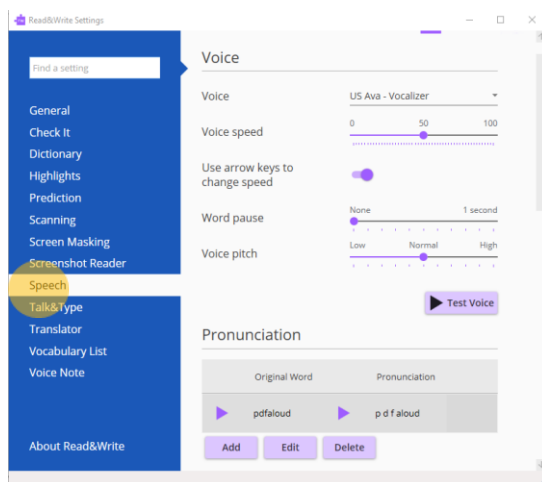 Read&Write Settings
Find a setting
General
Check It
Dictionary
Highlights
Prediction
Scanning
Screen Masking
Screenshot Reader
Speech
Talk&Type
Translator
Vocabulary List
Voice Note
About Read&Write
Voice
Voice US Ava - Vocalizer
0 50 100
Voice speed
Use arrow keys to
change speed
None 1 second
Word pause
Low Normal High
Voice pitch
Test Voice
Pronunciation
Original Word Pronunciation
pdfaloud p d f aloud
Add Edit Delete